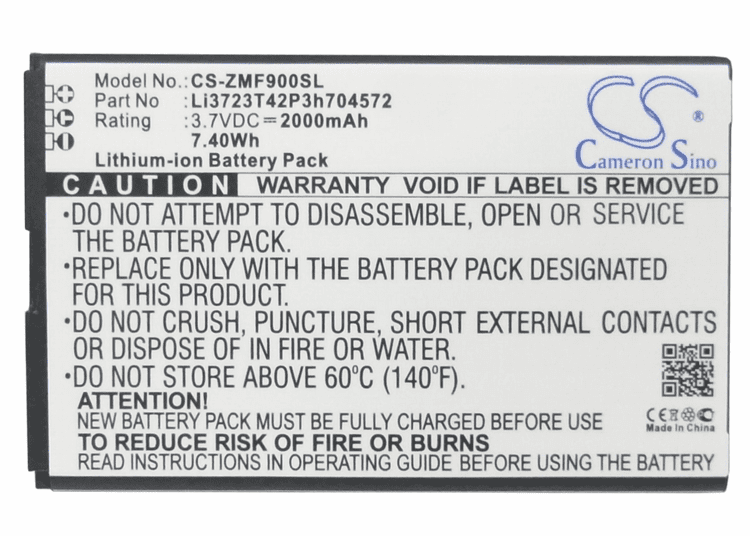 Model No.: CS-ZMF900SL
Part No : Li3723T42P3h704572
Rating : 3.7VDC = 2000mAh
7.40Wh
Lithium-ion Battery Pack
Cameron Sino
®
CAUTION WARRANTY VOID IF LABEL IS REMOVED
•DO NOT ATTEMPT TO DISASSEMBLE, OPEN OR SERVICE
THE BATTERY PACK.
•REPLACE ONLY WITH THE BATTERY PACK DESIGNATED
FOR THIS PRODUCT.
•DO NOT CRUSH, PUNCTURE, SHORT EXTERNAL CONTACTS
OR DISPOSE OF IN FIRE OR WATER.
•DO NOT STORE ABOVE 60°C (140°F).
ATTENTION!
NEW BATTERY PACK MUST BE FULLY CHARGED BEFORE USE
TO REDUCE RISK OF FIRE OR BURNS
READ INSTRUCTIONS IN OPERATING GUIDE BEFORE USING THE BATTERY
CE
Made In China